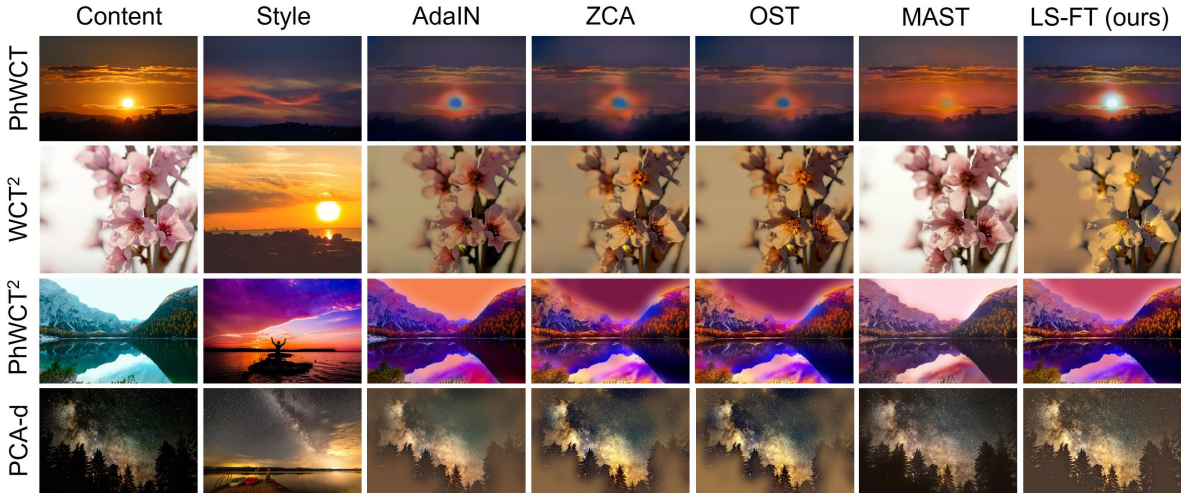 Content Style AdaIN ZCA OST MAST LS-FT (ours)
PhWCT
WCT²
PhWCT²
PCA-d